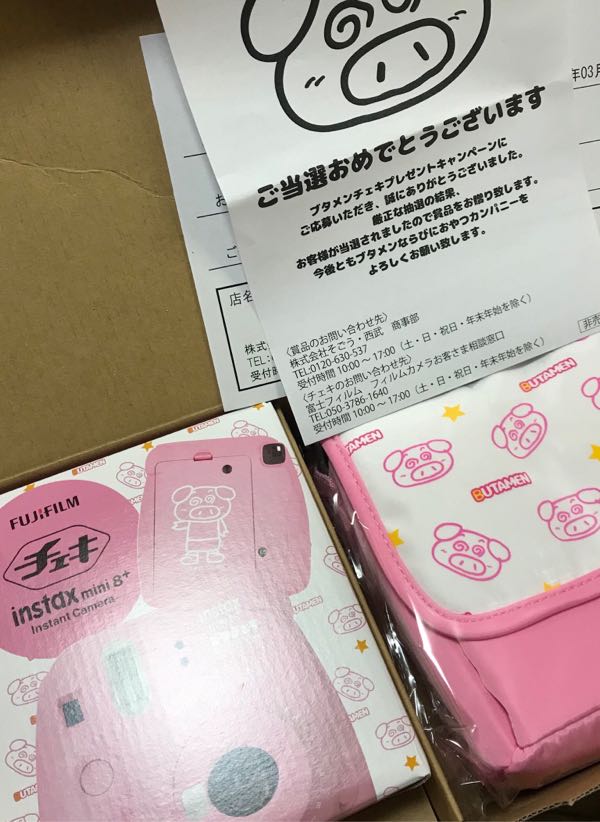 年03月
ご当選おめでとうございます
ブタメンチェキプレゼントキャンペーンに
ご応募いただき、誠にありがとうございました。
厳正な抽選の結果、
お客様が当選されましたので賞品をお贈り致します。
今後ともブタメンならびにおやつカンパニーを
よろしくお願い致します。
〈賞品のお問い合わせ先〉
株式会社そごう・西武 商事部
TEL:0120-630-537
受付時間 10:00~17:00(土・日・祝日・年末年始を除く)
〈チェキのお問い合わせ先〉
富士フイルム フィルムカメラお客さま相談窓口
TEL:050-3786-1640
受付時間 10:00~17:00(土・日・祝日・年末年始を除く)
お
ご
店名
株式
TEL:
受付時
非売
FUJIFILM
チェキ
instax mini 8+
Instant Camera
BUTAMEN
BUTAMEN
BUTAMEN
BUTAMEN
BUTAMEN
BUTAMEN
BUTAMEN
BUTAMEN